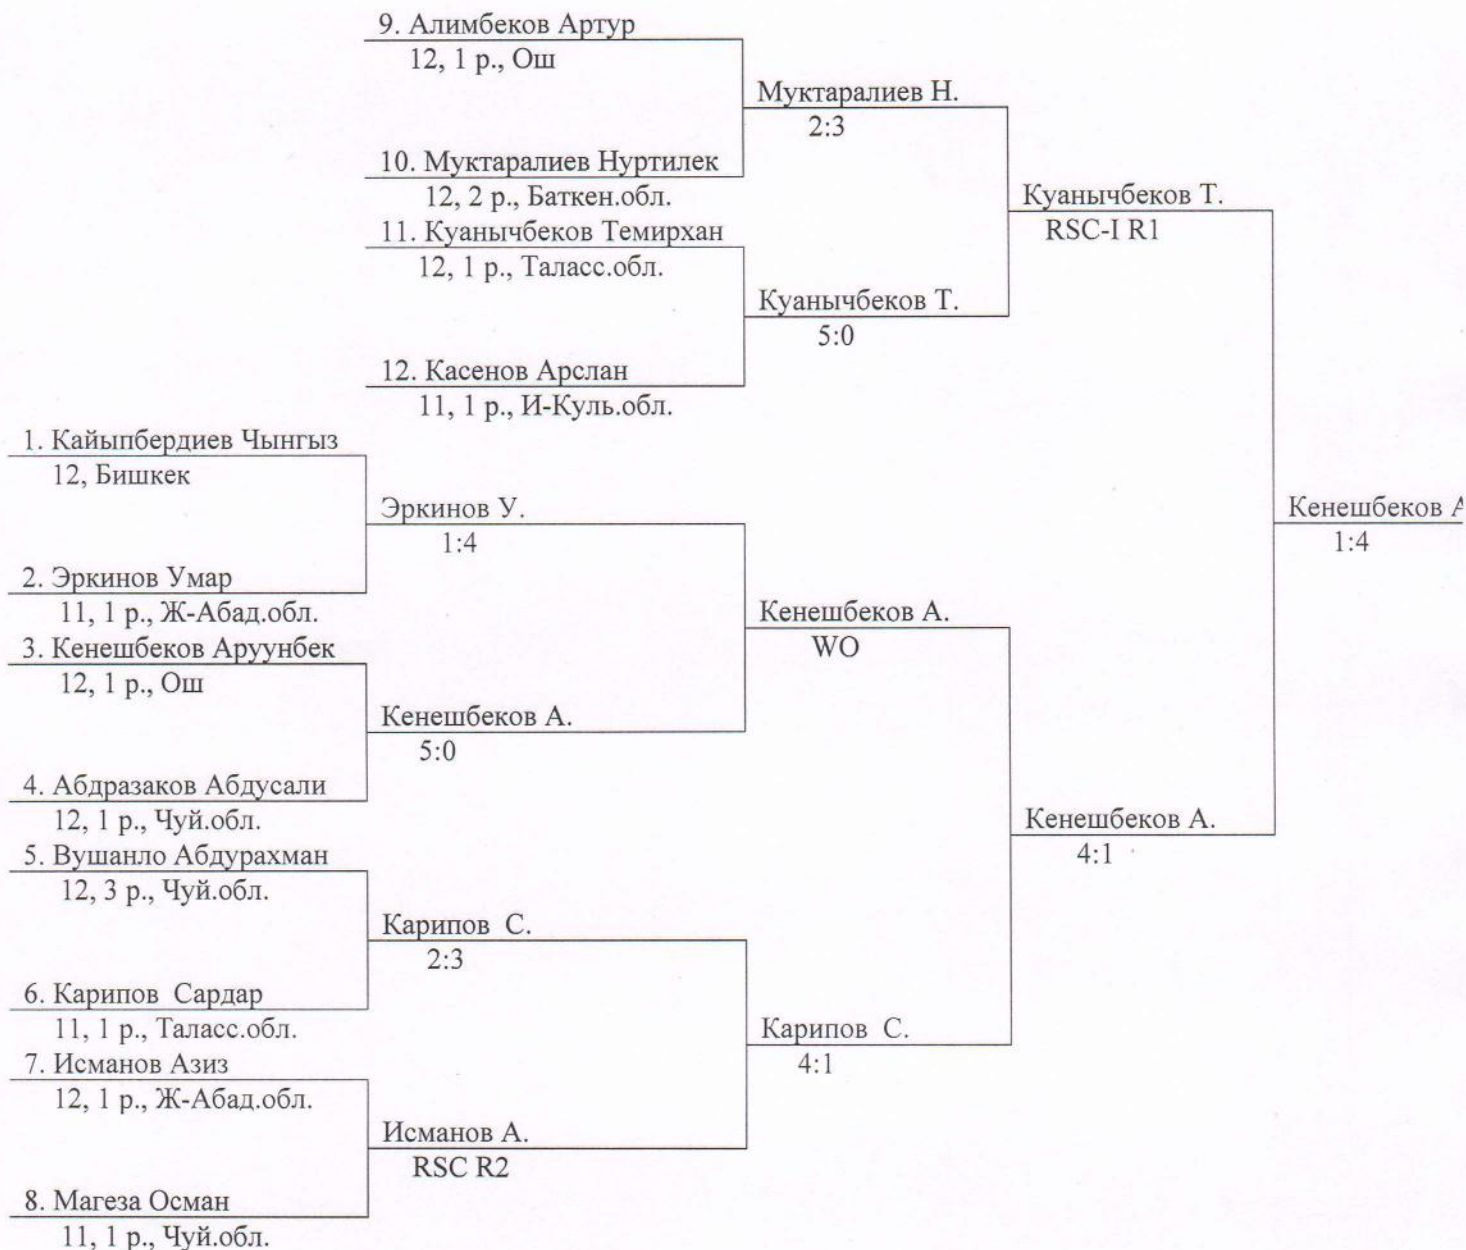 9. Алимбеков Артур
12, 1 р., Ош
Муктаралиев Н.
2:3
10. Муктаралиев Нуртилек
12, 2 р., Баткен.обл.
Куанычбеков Т.
RSC-I R1
11. Куанычбеков Темирхан
12, 1 р., Таласс.обл.
Куанычбеков Т.
5:0
12. Касенов Арслан
11, 1 р., И-Куль.обл.
1. Кайыпбердиев Чынгыз
12, Бишкек
Эркинов У.
1:4
Кенешбеков А
1:4
2. Эркинов Умар
11, 1 р., Ж-Абад.обл.
Кенешбеков А.
WO
3. Кенешбеков Аруунбек
12, 1 р., Ош
Кенешбеков А.
5:0
4. Абдразаков Абдусали
12, 1 р., Чуй.обл.
Кенешбеков А.
4:1
5. Вушанло Абдурахман
12, 3 р., Чуй.обл.
Карипов  С.
2:3
6. Карипов  Сардар
11, 1 р., Таласс.обл.
Карипов  С.
4:1
7. Исманов Азиз
12, 1 р., Ж-Абад.обл.
Исманов А.
RSC R2
8. Магеза Осман
11, 1 р., Чуй.обл.